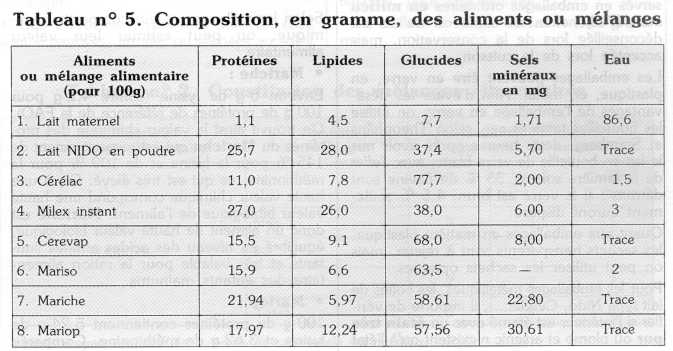 Tableau n° 5. Composition, en gramme, des aliments ou mélanges
Aliments ou mélange alimentaire (pour 100g) Protéines Lipides Glucides Sels minéraux en mg Eau
1. Lait maternel 1,1 4,5 7,7 1,71 86,6
2. Lait NIDO en poudre 25,7 28,0 37,4 5,70 Trace
3. Cérélac 11,0 7,8 77,7 2,00 1,5
4. Milex instant 27,0 26,0 38,0 6,00 3
5. Cerevap 15,5 9,1 68,0 8,00 Trace
6. Mariso 15,9 6,6 63,5 — 2
7. Mariche 21,94 5,97 58,61 22,80 Trace
8. Mariop 17,97 12,24 57,56 30,61 Trace